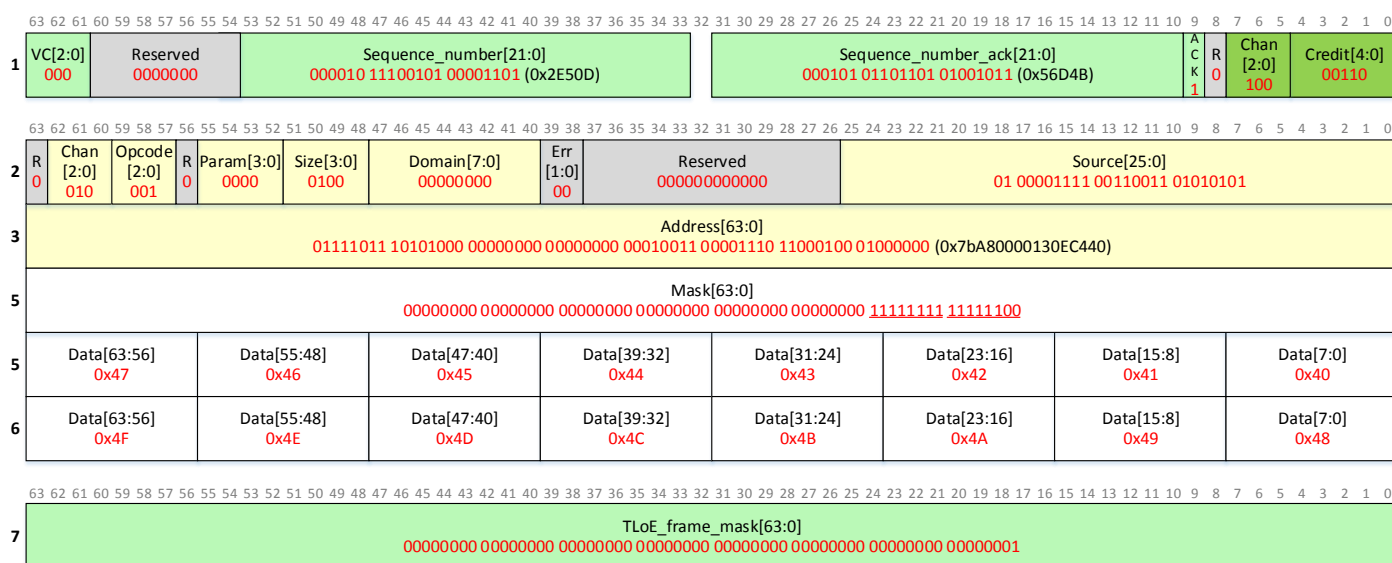 63 62 61 60 59 58 57 56 55 54 53 52 51 50 49 48 47 46 45 44 43 42 41 40 39 38 37 36 35 34 33 32 31 30 29 28 27 26 25 24 23 22 21 20 19 18 17 16 15 14 13 12 11 10 9 8 7 6 5 4 3 2 1 0
1
VC[2:0]
000
Reserved
0000000
Sequence_number[21:0]
000010 11100101 00001101 (0x2E50D)
Sequence_number_ack[21:0]
000101 01101101 01001011 (0x56D4B)
A
C
K
1
R
0
Chan
[2:0]
100
Credit[4:0]
00110
63 62 61 60 59 58 57 56 55 54 53 52 51 50 49 48 47 46 45 44 43 42 41 40 39 38 37 36 35 34 33 32 31 30 29 28 27 26 25 24 23 22 21 20 19 18 17 16 15 14 13 12 11 10 9 8 7 6 5 4 3 2 1 0
2
R
0
Chan
[2:0]
010
Opcode
[2:0]
001
R
0
Param[3:0]
0000
Size[3:0]
0100
Domain[7:0]
00000000
Err
[1:0]
00
Reserved
000000000000
Source[25:0]
01 00001111 00110011 01010101
3
Address[63:0]
01111011 10101000 00000000 00000000 00010011 00001110 11000100 01000000 (0x7bA80000130EC440)
5
Mask[63:0]
00000000 00000000 00000000 00000000 00000000 00000000 11111111 11111100
5
Data[63:56]
0x47
Data[55:48]
0x46
Data[47:40]
0x45
Data[39:32]
0x44
Data[31:24]
0x43
Data[23:16]
0x42
Data[15:8]
0x41
Data[7:0]
0x40
6
Data[63:56]
0x4F
Data[55:48]
0x4E
Data[47:40]
0x4D
Data[39:32]
0x4C
Data[31:24]
0x4B
Data[23:16]
0x4A
Data[15:8]
0x49
Data[7:0]
0x48
63 62 61 60 59 58 57 56 55 54 53 52 51 50 49 48 47 46 45 44 43 42 41 40 39 38 37 36 35 34 33 32 31 30 29 28 27 26 25 24 23 22 21 20 19 18 17 16 15 14 13 12 11 10 9 8 7 6 5 4 3 2 1 0
7
TLoE_frame_mask[63:0]
00000000 00000000 00000000 00000000 00000000 00000000 00000000 00000001